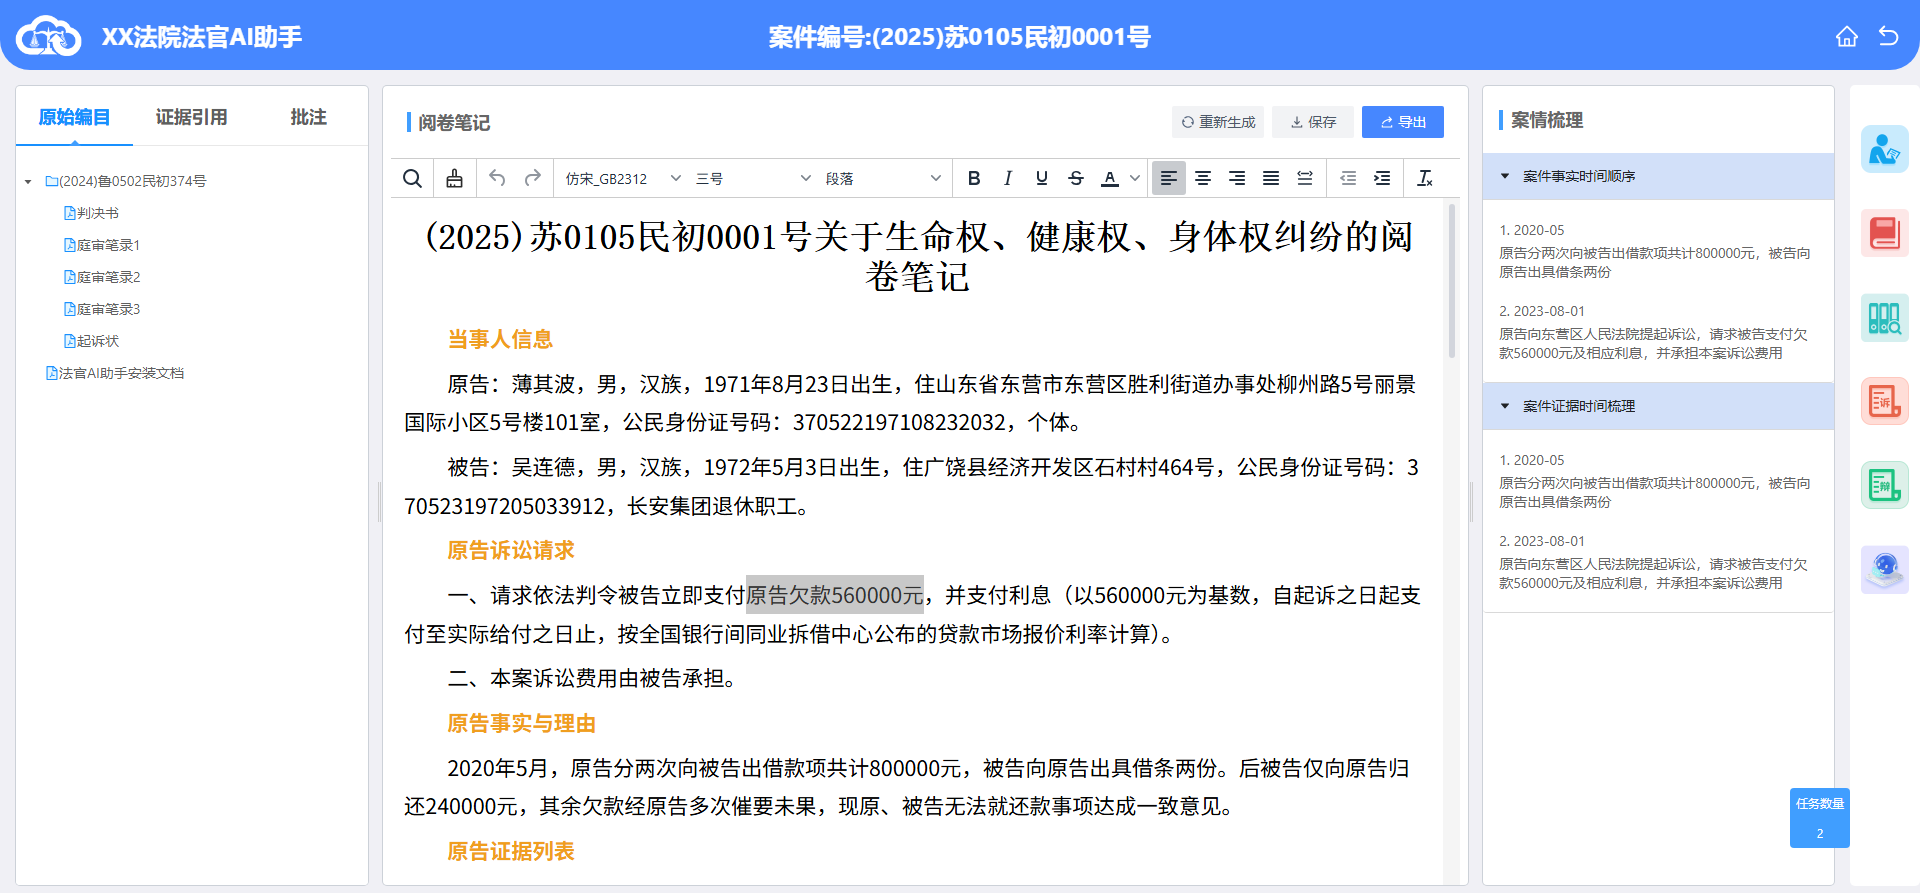 XX法院法官AI助手
案件编号:(2025)苏0105民初0001号
原始编目
证据引用
批注
(2024)鲁0502民初374号
判决书
庭审笔录1
庭审笔录2
庭审笔录3
起诉状
法官AI助手安装文档
阅卷笔记
重新生成
保存
导出
仿宋_GB2312
三号
段落
(2025)苏0105民初0001号关于生命权、健康权、身体权纠纷的阅
卷笔记
当事人信息
原告：薄其波，男，汉族，1971年8月23日出生，住山东省东营市东营区胜利街道办事处柳州路5号丽景
国际小区5号楼101室，公民身份证号码：370522197108232032，个体。
被告：吴连德，男，汉族，1972年5月3日出生，住广饶县经济开发区石村村464号，公民身份证号码：3
70523197205033912，长安集团退休职工。
原告诉讼请求
一、请求依法判令被告立即支付原告欠款560000元，并支付利息（以560000元为基数，自起诉之日起支
付至实际给付之日止，按全国银行间同业拆借中心公布的贷款市场报价利率计算）。
二、本案诉讼费用由被告承担。
原告事实与理由
2020年5月，原告分两次向被告出借款项共计800000元，被告向原告出具借条两份。后被告仅向原告归
还240000元，其余欠款经原告多次催要未果，现原、被告无法就还款事项达成一致意见。
原告证据列表
案情梳理
案件事实时间顺序
1. 2020-05
原告分两次向被告出借款项共计800000元，被告向
原告出具借条两份
2. 2023-08-01
原告向东营区人民法院提起诉讼，请求被告支付欠
款560000元及相应利息，并承担本案诉讼费用
案件证据时间梳理
1. 2020-05
原告分两次向被告出借款项共计800000元，被告向
原告出具借条两份
2. 2023-08-01
原告向东营区人民法院提起诉讼，请求被告支付欠
款560000元及相应利息，并承担本案诉讼费用
诉
辩
任务数量
2